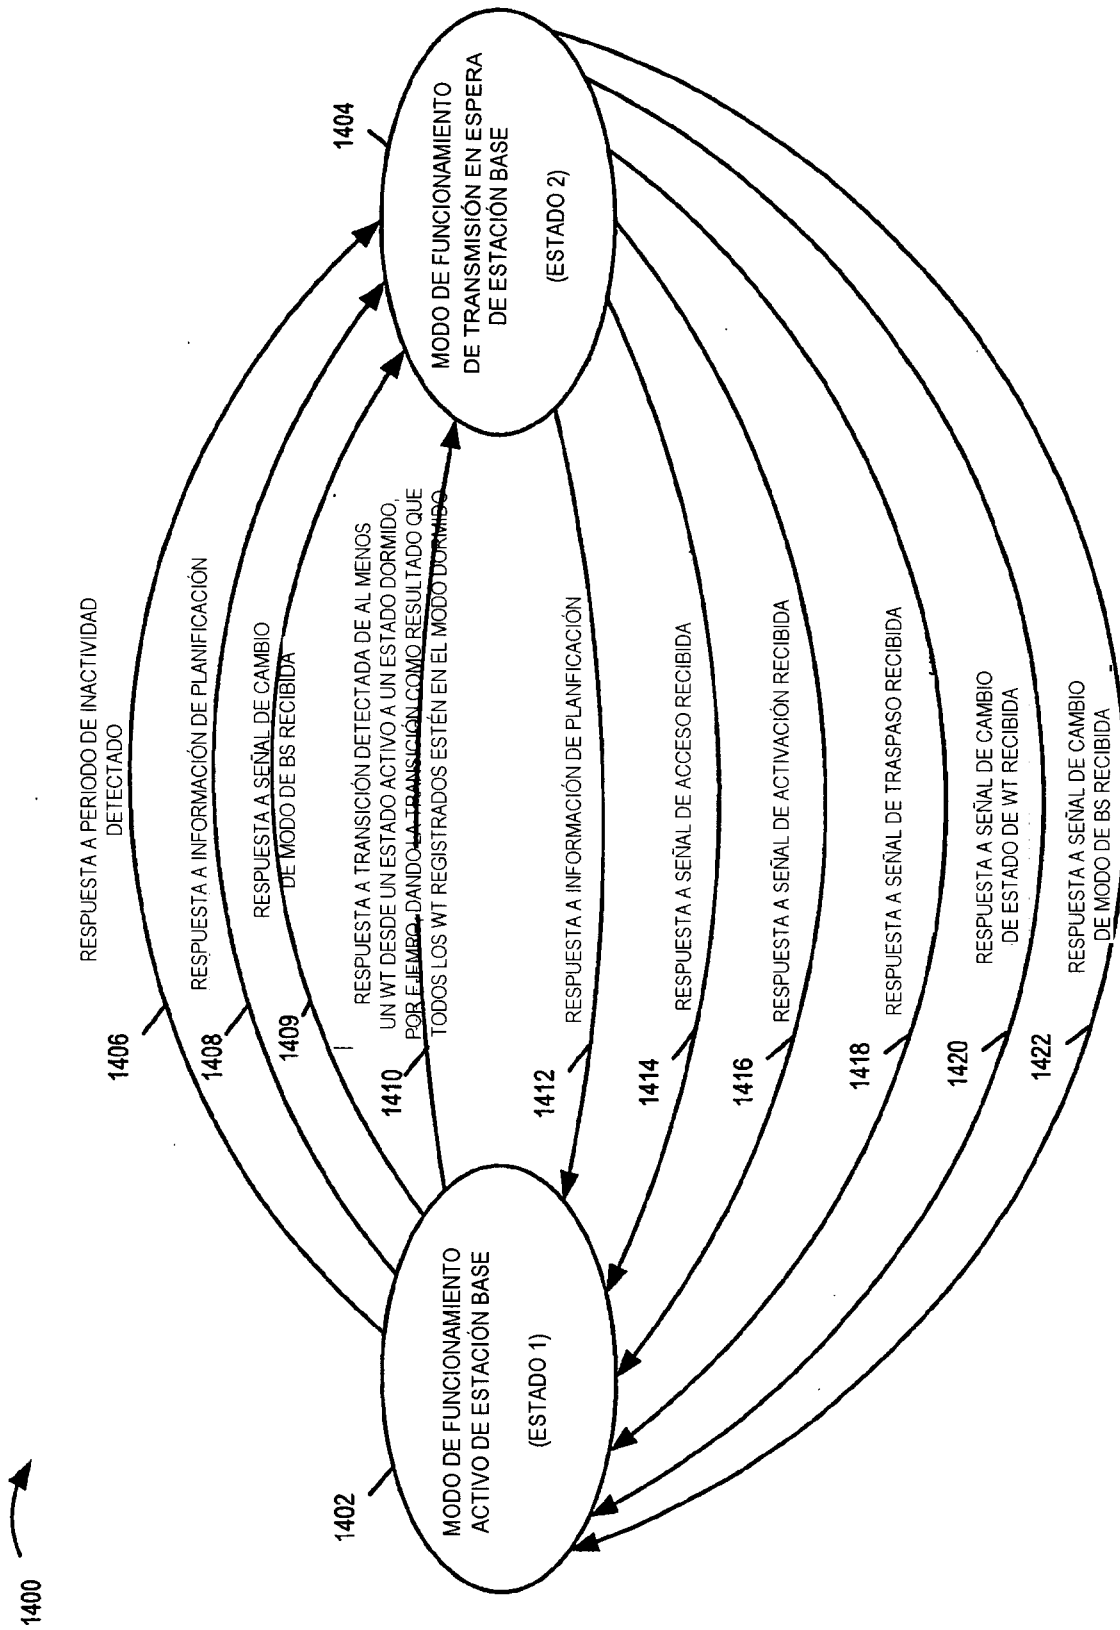 1400
1402
MODO DE FUNCIONAMIENTO
ACTIVO DE ESTACIÓN BASE
(ESTADO 1)
1404
MODO DE FUNCIONAMIENTO
DE TRANSMISIÓN EN ESPERA
DE ESTACIÓN BASE
(ESTADO 2)
1406
RESPUESTA A PERIODO DE INACTIVIDAD
DETECTADO
1408
RESPUESTA A INFORMACIÓN DE PLANIFICACIÓN
1409
RESPUESTA A SEÑAL DE CAMBIO
DE MODO DE BS RECIBIDA
1410
RESPUESTA A TRANSICIÓN DETECTADA DE AL MENOS
UN WT DESDE UN ESTADO ACTIVO A UN ESTADO DORMIDO,
POR EJEMPO, DANDO LA TRANSICIÓN COMO RESULTADO QUE
TODOS LOS WT REGISTRADOS ESTÉN EN EL MODO DORMIDO
1412
RESPUESTA A INFORMACIÓN DE PLANFICACIÓN
1414
RESPUESTA A SEÑAL DE ACCESO RECIBIDA
1416
RESPUESTA A SEÑAL DE ACTIVACIÓN RECIBIDA
1418
RESPUESTA A SEÑAL DE TRASPASO RECIBIDA
1420
RESPUESTA A SEÑAL DE CAMBIO
DE ESTADO DE WT RECIBIDA
1422
RESPUESTA A SEÑAL DE CAMBIO
DE MODO DE BS RECIBIDA